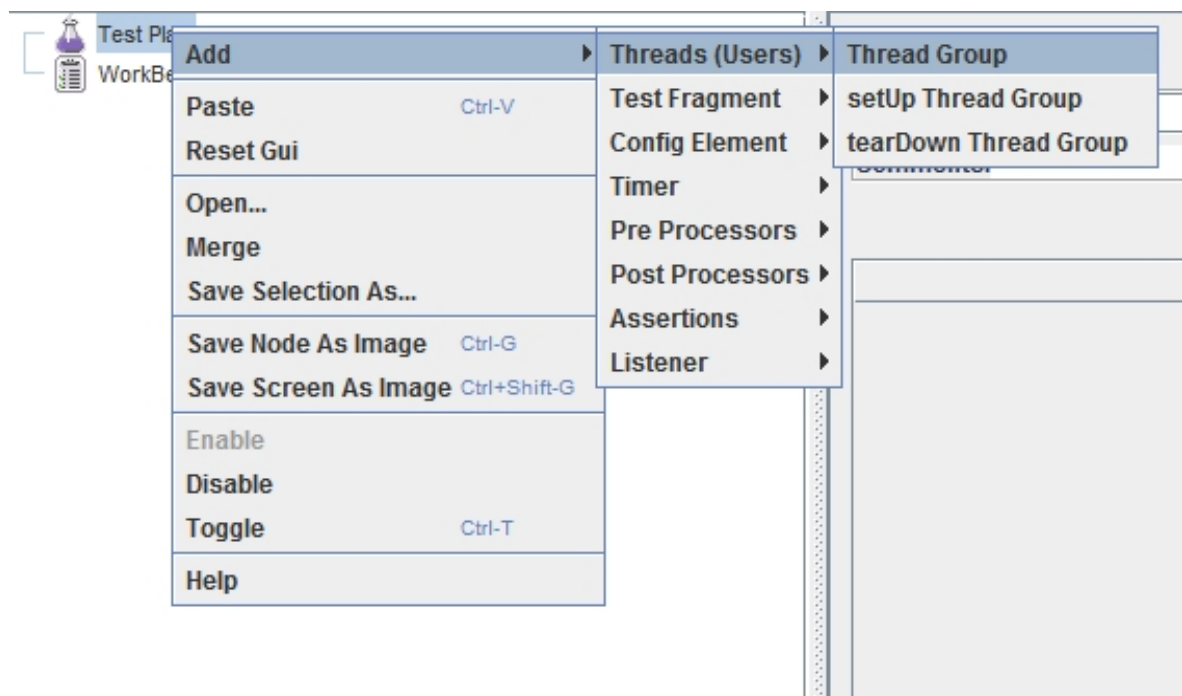 Test Pla
WorkBe
Add
Paste Ctrl-V
Reset Gui
Open...
Merge
Save Selection As...
Save Node As Image Ctrl-G
Save Screen As Image Ctrl+Shift-G
Enable
Disable
Toggle Ctrl-T
Help
Threads (Users)
Test Fragment
Config Element
Timer
Pre Processors
Post Processors
Assertions
Listener
Thread Group
setUp Thread Group
tearDown Thread Group